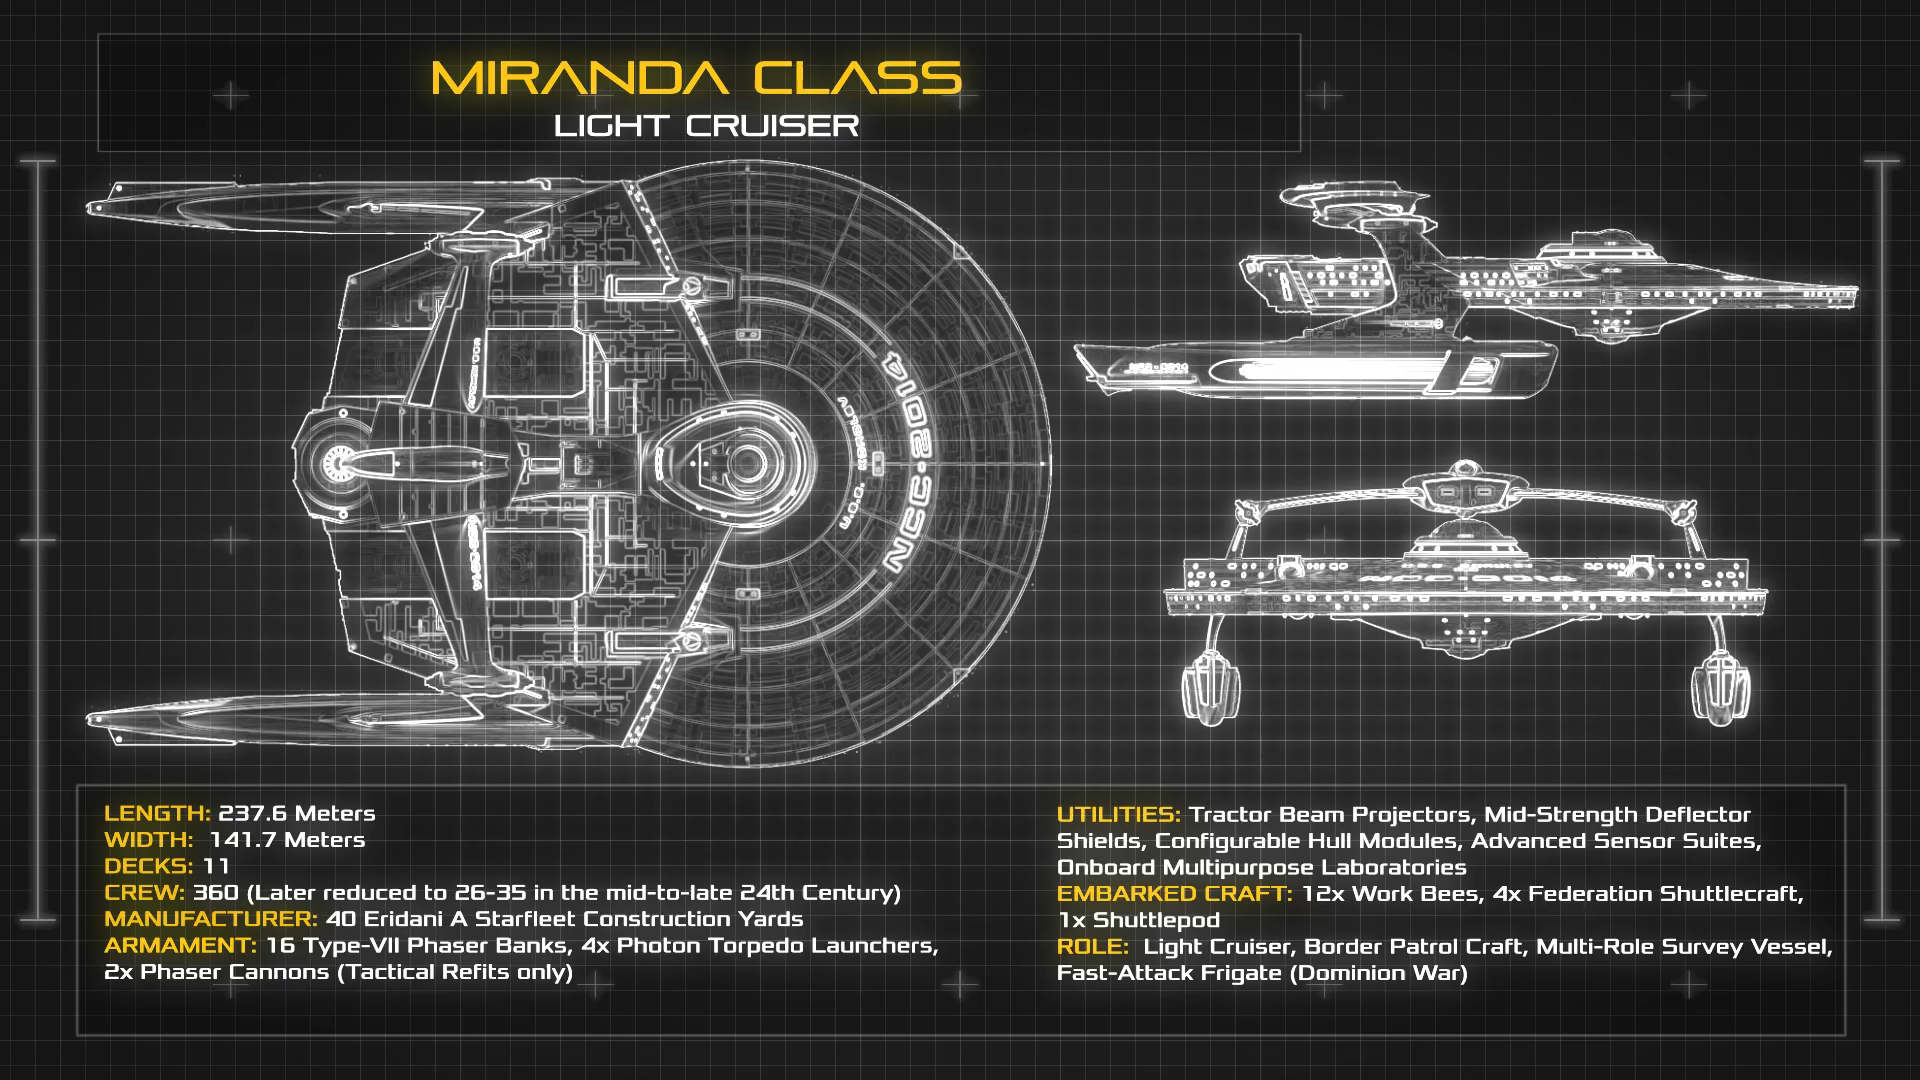 MIRANDA CLASS
LIGHT CRUISER
NCC-2014
LENGTH: 237.6 Meters
WIDTH: 141.7 Meters
DECKS: 11
CREW: 360 (Later reduced to 26-35 in the mid-to-late 24th Century)
MANUFACTURER: 40 Eridani A Starfleet Construction Yards
ARMAMENT: 16 Type-VII Phaser Banks, 4x Photon Torpedo Launchers,
2x Phaser Cannons (Tactical Refits only)
UTILITIES: Tractor Beam Projectors, Mid-Strength Deflector
Shields, Configurable Hull Modules, Advanced Sensor Suites,
Onboard Multipurpose Laboratories
EMBARKED CRAFT: 12x Work Bees, 4x Federation Shuttlecraft,
1x Shuttlepod
ROLE: Light Cruiser, Border Patrol Craft, Multi-Role Survey Vessel,
Fast-Attack Frigate (Dominion War)